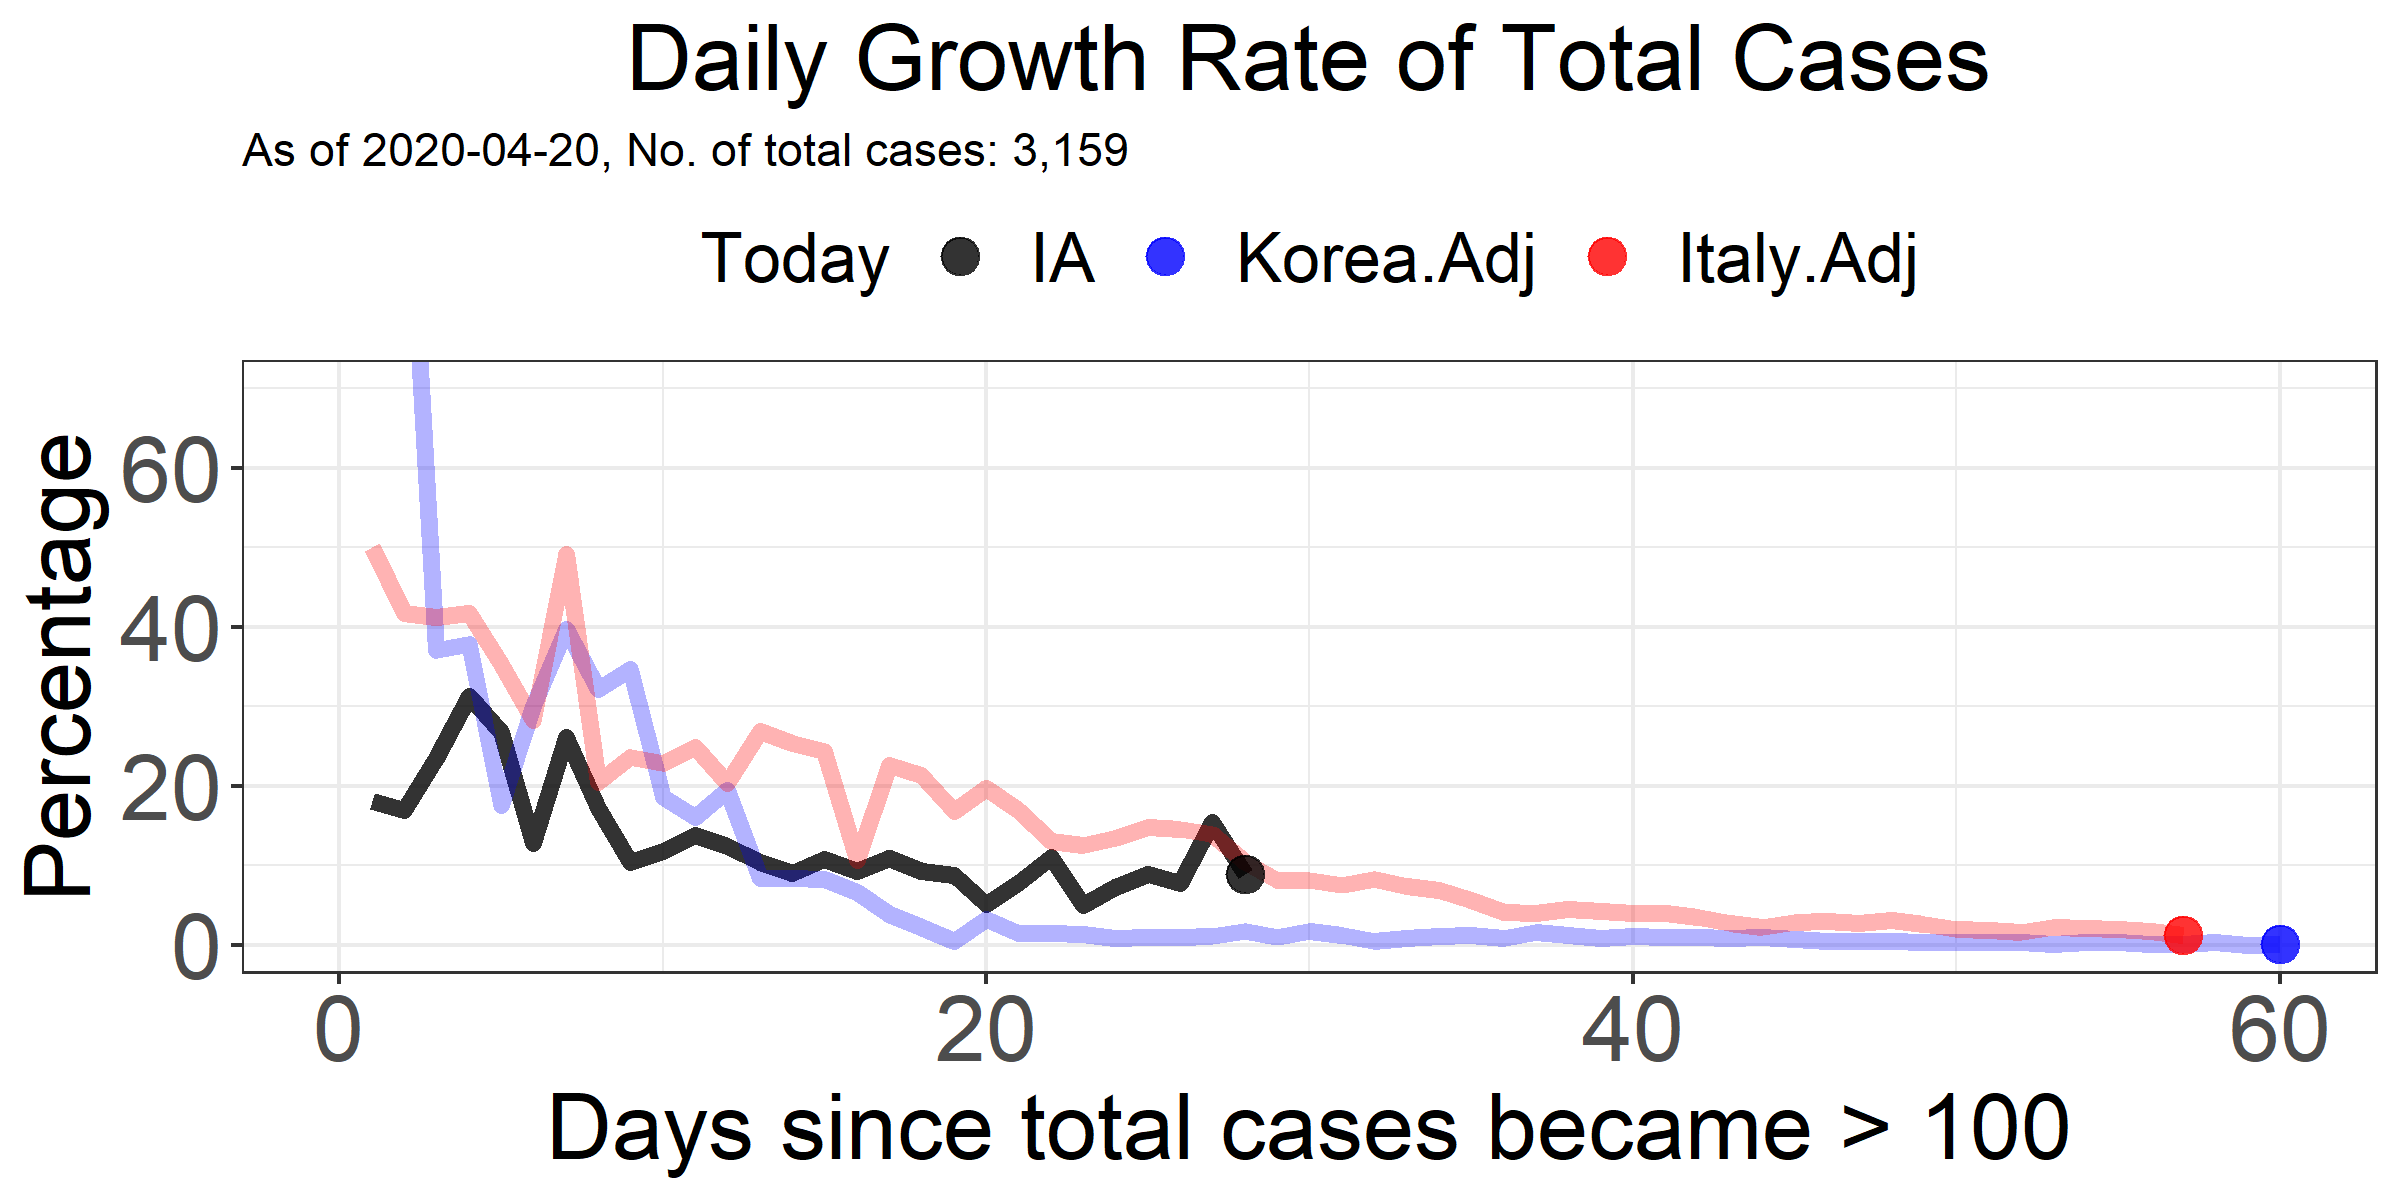 Daily Growth Rate of Total Cases
As of 2020-04-20, No. of total cases: 3,159
Today IA Korea.Adj Italy.Adj
Percentage
60
40
20
0
0 20 40 60
Days since total cases became > 100